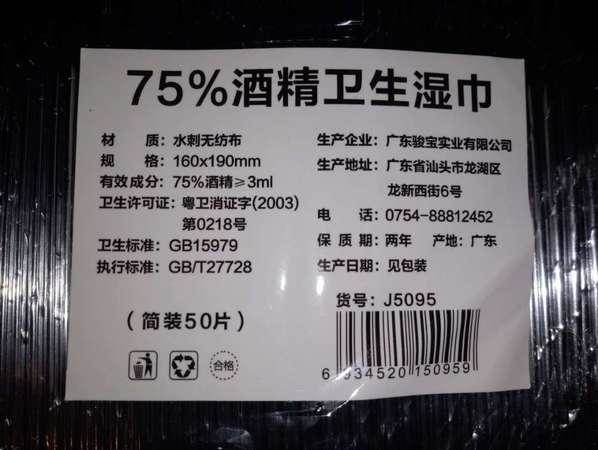 75%酒精卫生湿巾
材 质：水刺无纺布
规 格：160x190mm
有效成分：75%酒精≥3ml
卫生许可证：粤卫消证字(2003)
第0218号
卫生标准：GB15979
执行标准：GB/T27728
（简装50片）
合格
生产企业：广东骏宝实业有限公司
生产地址：广东省汕头市龙湖区
龙新西街6号
电 话：0754-88812452
保 质 期：两年 产地：广东
生产日期：见包装
货号：J5095
6 934520 150959